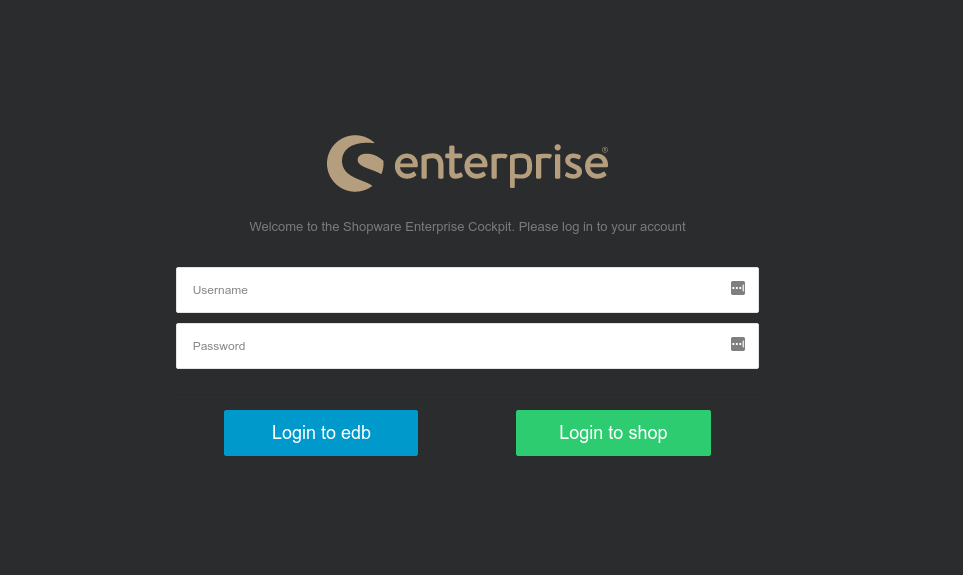 enterprise®
Welcome to the Shopware Enterprise Cockpit. Please log in to your account
Username
Password
Login to edb
Login to shop